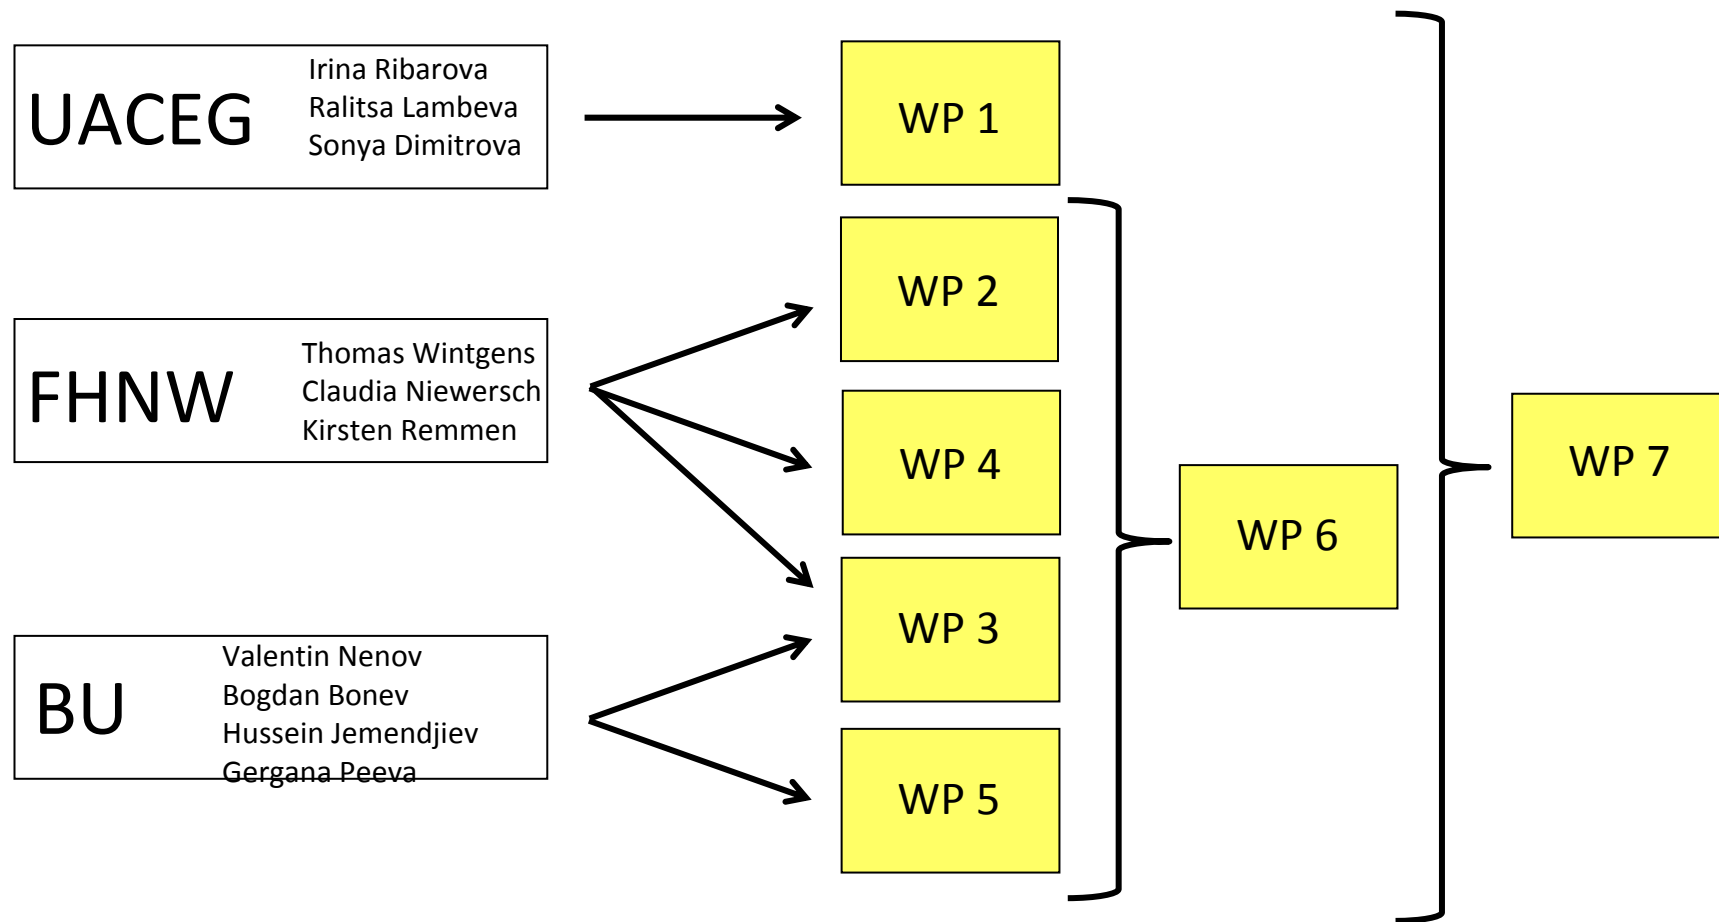 UACEG
Irina Ribarova
Ralitsa Lambeva
Sonya Dimitrova
WP 1
WP 2
FHNW
Thomas Wintgens
Claudia Niewersch
Kirsten Remmen
WP 4
WP 6
WP 7
WP 3
BU
Valentin Nenov
Bogdan Bonev
Hussein Jemendjiev
Gergana Peeva
WP 5